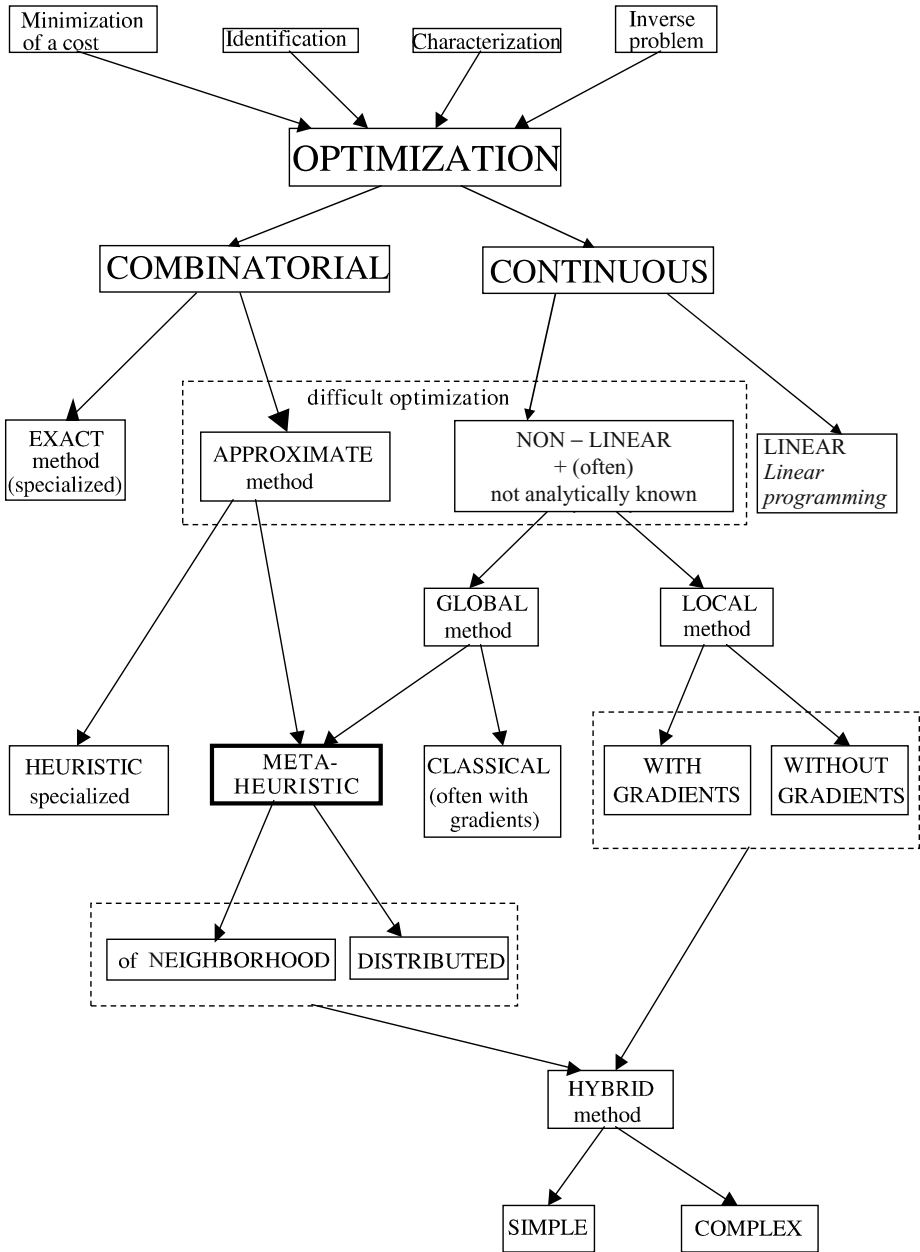 Minimization
of a cost
Identification
Characterization
Inverse
problem
OPTIMIZATION
COMBINATORIAL
CONTINUOUS
difficult optimization
EXACT
method
(specialized)
APPROXIMATE
method
NON – LINEAR
+ (often)
not analytically known
LINEAR
Linear
programming
GLOBAL
method
LOCAL
method
HEURISTIC
specialized
META-
HEURISTIC
CLASSICAL
(often with
gradients)
WITH
GRADIENTS
WITHOUT
GRADIENTS
of NEIGHBORHOOD
DISTRIBUTED
HYBRID
method
SIMPLE
COMPLEX